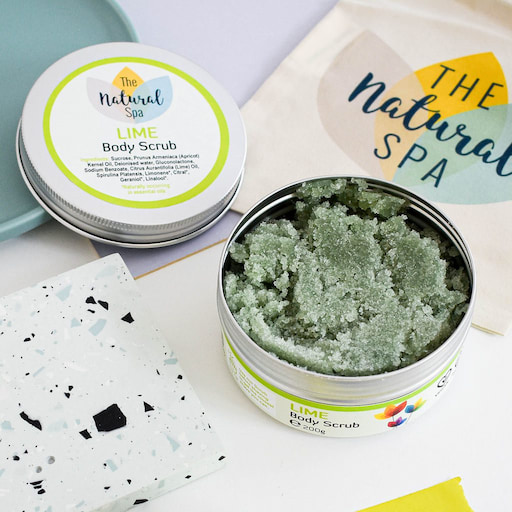 The
Natural
Spa
LIME
Body Scrub
Ingredients: Sucrose, Prunus Armaniaca (Apricot)
Kernel Oil, Deionised water, Gluconolactone,
Sodium Benzoate, Citrus Aurantifolia (Lime) Oil,
Spirulina Platensis, Limonene*, Citral*,
Geraniol*, Linalool*
*Naturally occurring
in essential oils
THE
Natural
SPA
LIME
Body Scrub
e 200g